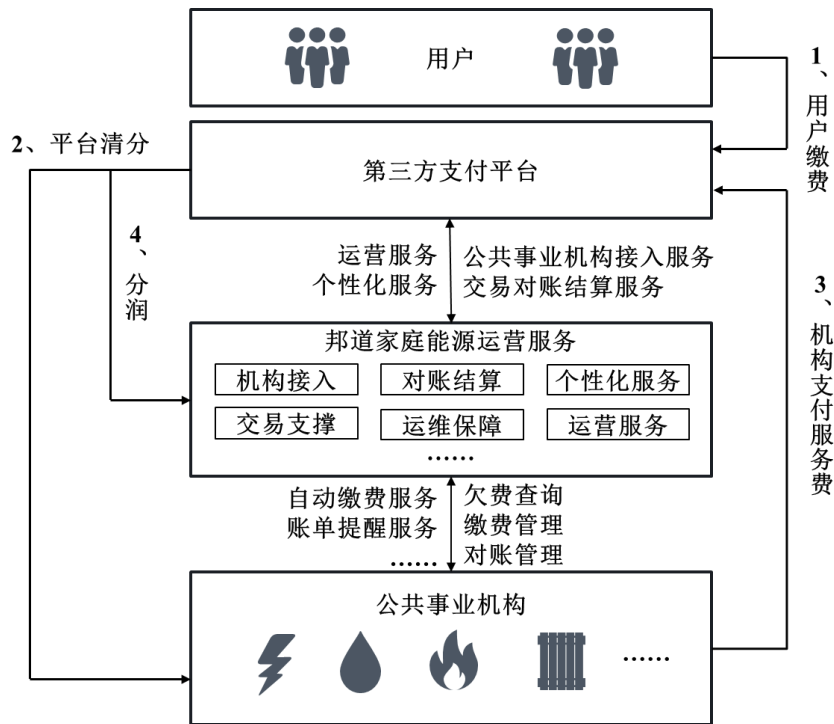 用户
1、用户缴费
2、平台清分
第三方支付平台
4、分润
运营服务
个性化服务
公共事业机构接入服务
交易对账结算服务
3、机构支付服务费
邦道家庭能源运营服务
机构接入
对账结算
个性化服务
交易支撑
运维保障
运营服务
......
自动缴费服务
账单提醒服务
......
欠费查询
缴费管理
对账管理
公共事业机构
......